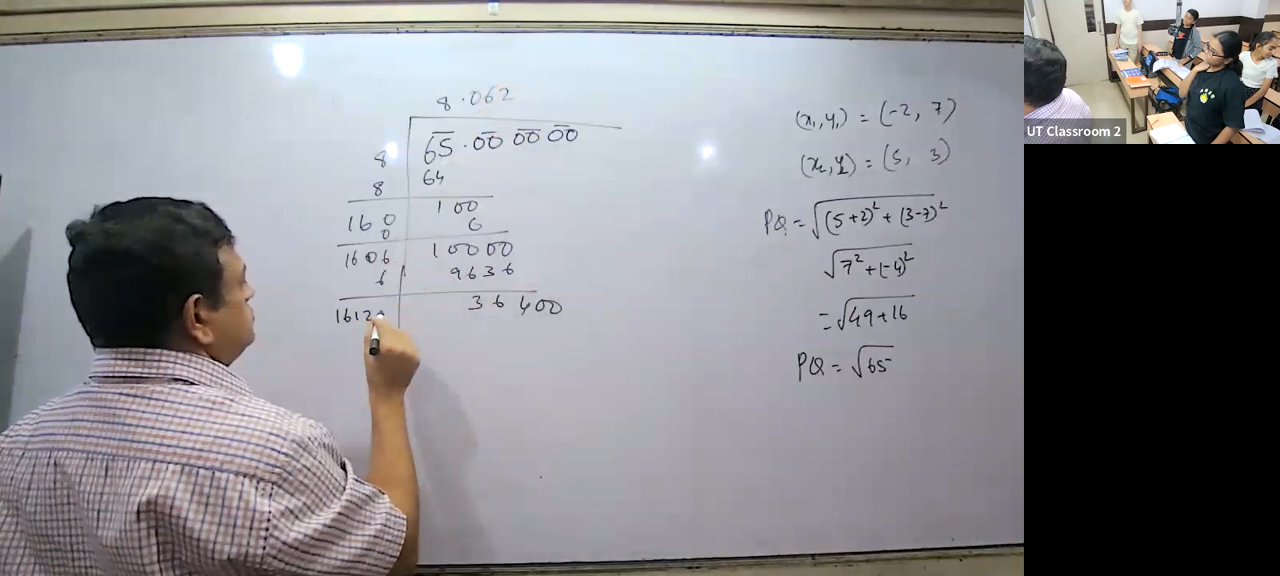 8.062
8 65.00 00 00
8 64
160 100
0 0
1606 10000
6 9636
1612 36400
(x₁,y₁) = (-2, 7)
(x₂,y₂) = (5, 3)
PQ = √(5+2)² + (3-7)²
√7² + (-4)²
= √49+16
PQ = √65
UT Classroom 2